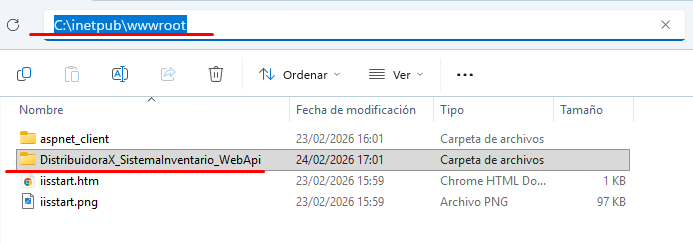 C:\inetpub\wwwroot
Ordenar
Ver
Nombre Fecha de modificación Tipo Tamaño
aspnet_client 23/02/2026 16:01 Carpeta de archivos
DistribuidoraX_SistemaInventario_WebApi 24/02/2026 17:01 Carpeta de archivos
iisstart.htm 23/02/2026 15:59 Chrome HTML Do... 1 KB
iisstart.png 23/02/2026 15:59 Archivo PNG 97 KB